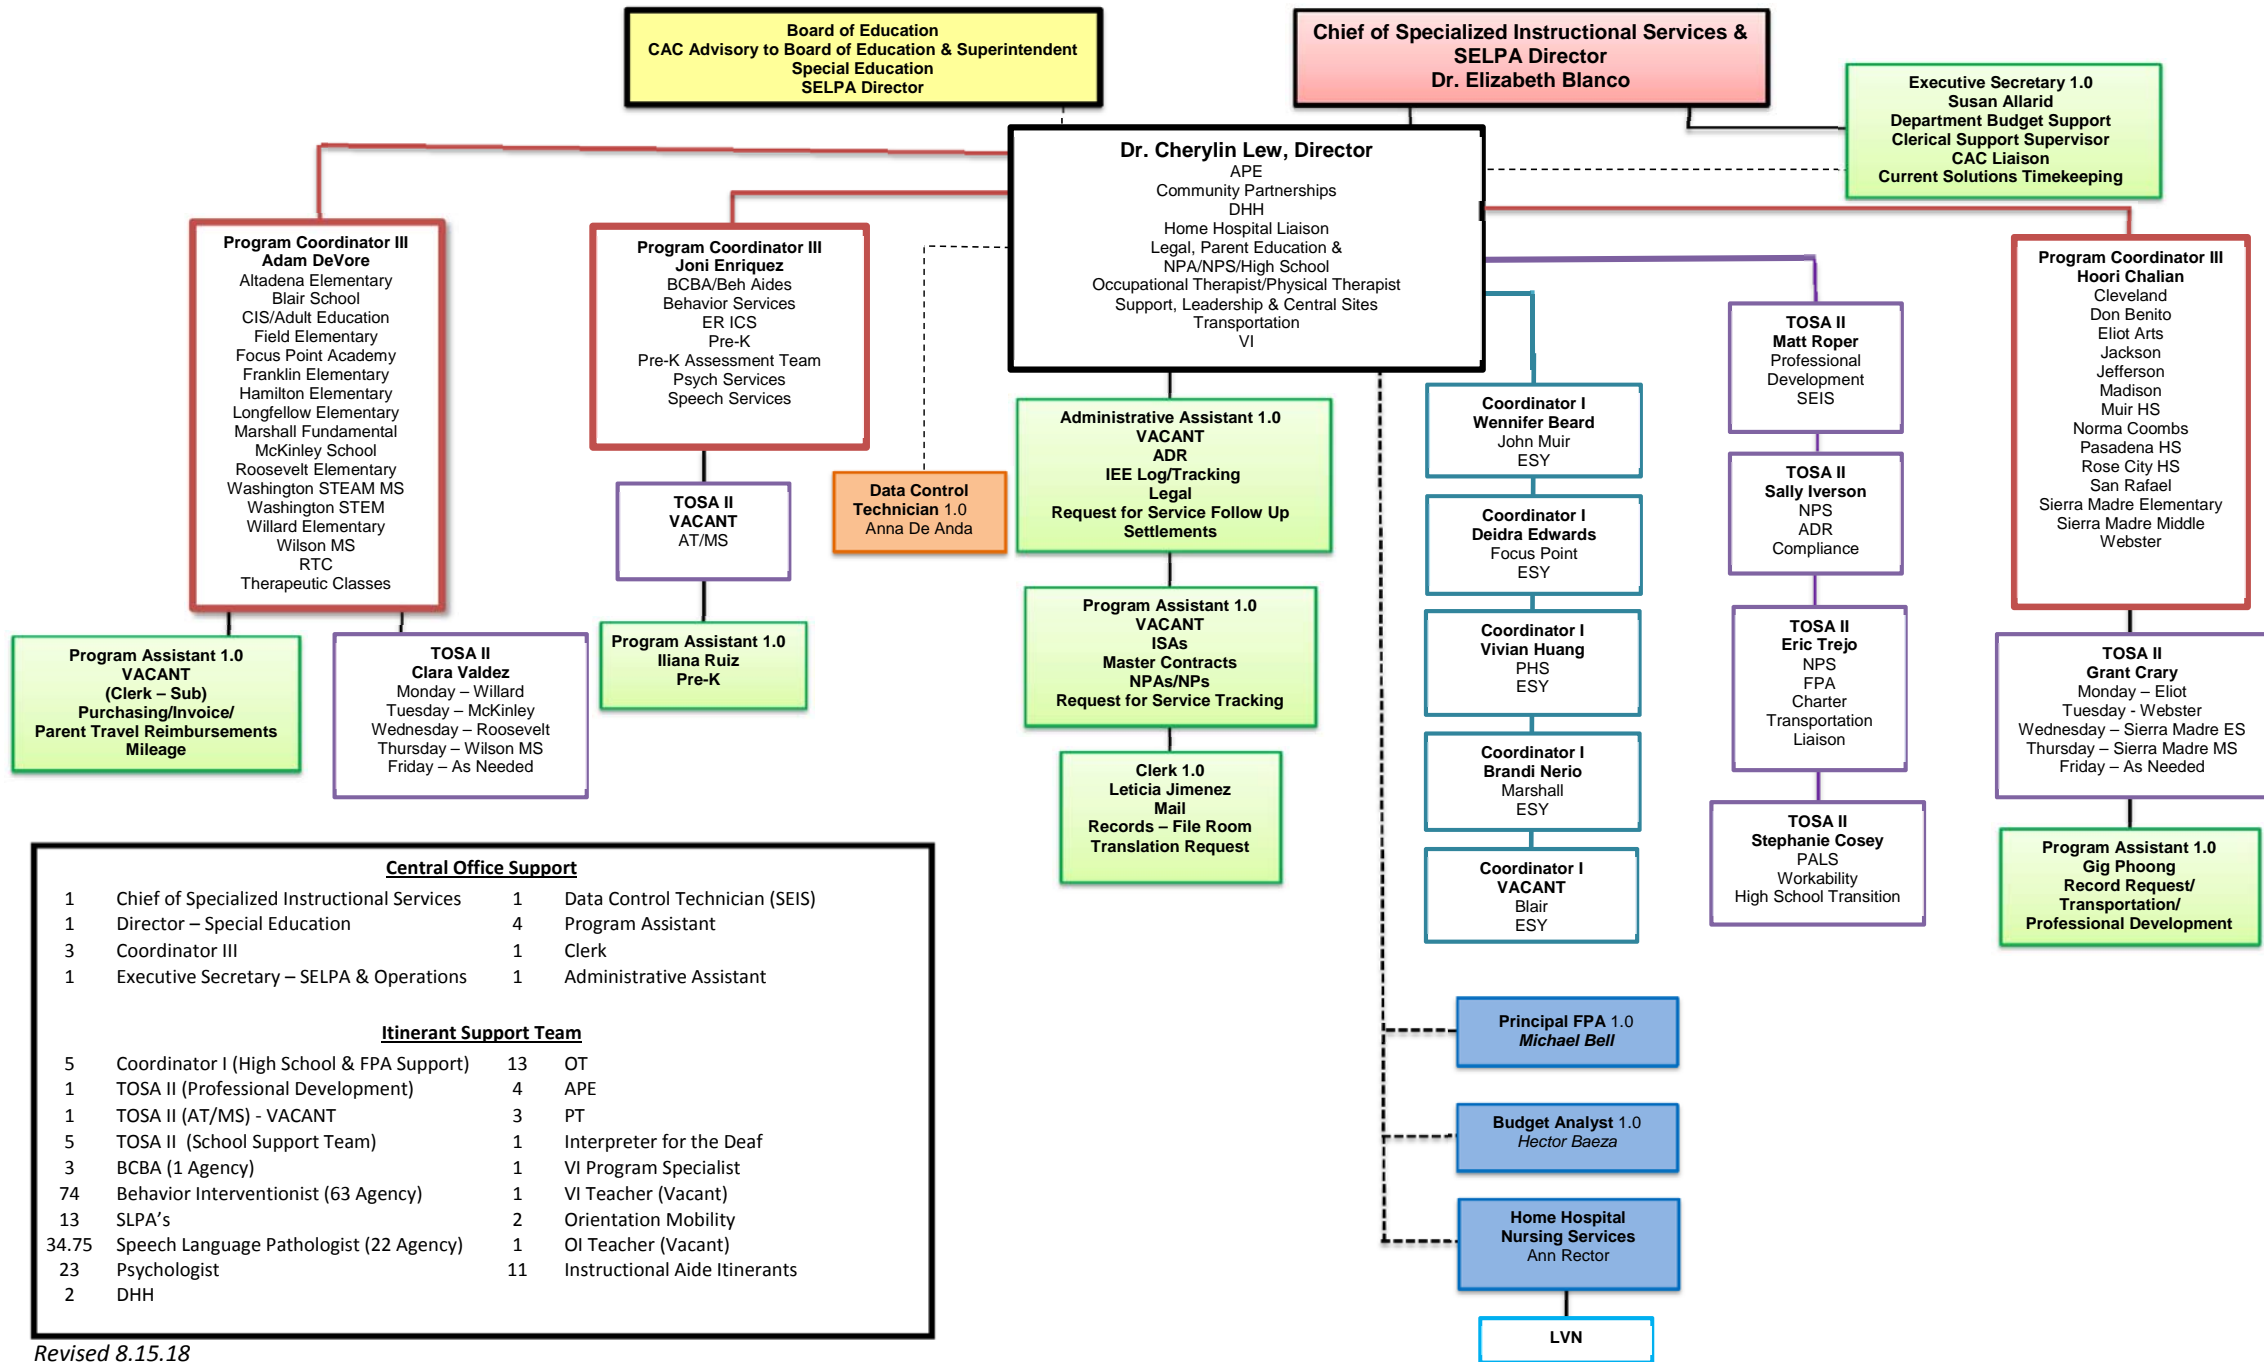 Board of Education
CAC Advisory to Board of Education & Superintendent
Special Education
SELPA Director
Chief of Specialized Instructional Services &
SELPA Director
Dr. Elizabeth Blanco
Executive Secretary 1.0
Susan Allarid
Department Budget Support
Clerical Support Supervisor
CAC Liaison
Current Solutions Timekeeping
Dr. Cherylin Lew, Director
APE
Community Partnerships
DHH
Home Hospital Liaison
Legal, Parent Education &
NPA/NPS/High School
Occupational Therapist/Physical Therapist
Support, Leadership & Central Sites
Transportation
VI
Program Coordinator III
Adam DeVore
Altadena Elementary
Blair School
CIS/Adult Education
Field Elementary
Focus Point Academy
Franklin Elementary
Hamilton Elementary
Longfellow Elementary
Marshall Fundamental
McKinley School
Roosevelt Elementary
Washington STEAM MS
Washington STEM
Willard Elementary
Wilson MS
RTC
Therapeutic Classes
Program Assistant 1.0
VACANT
(Clerk – Sub)
Purchasing/Invoice/
Parent Travel Reimbursements
Mileage
TOSA II
Clara Valdez
Monday – Willard
Tuesday – McKinley
Wednesday – Roosevelt
Thursday – Wilson MS
Friday – As Needed
Program Coordinator III
Joni Enriquez
BCBA/Beh Aides
Behavior Services
ER ICS
Pre-K
Pre-K Assessment Team
Psych Services
Speech Services
TOSA II
VACANT
AT/MS
Program Assistant 1.0
Iliana Ruiz
Pre-K
Data Control
Technician 1.0
Anna De Anda
Administrative Assistant 1.0
VACANT
ADR
IEE Log/Tracking
Legal
Request for Service Follow Up
Settlements
Program Assistant 1.0
VACANT
ISAs
Master Contracts
NPAs/NPs
Request for Service Tracking
Clerk 1.0
Leticia Jimenez
Mail
Records – File Room
Translation Request
Coordinator I
Wennifer Beard
John Muir
ESY
Coordinator I
Deidra Edwards
Focus Point
ESY
Coordinator I
Vivian Huang
PHS
ESY
Coordinator I
Brandi Nerio
Marshall
ESY
Coordinator I
VACANT
Blair
ESY
TOSA II
Matt Roper
Professional
Development
SEIS
TOSA II
Sally Iverson
NPS
ADR
Compliance
TOSA II
Eric Trejo
NPS
FPA
Charter
Transportation
Liaison
TOSA II
Stephanie Cosey
PALS
Workability
High School Transition
Program Coordinator III
Hoori Chalian
Cleveland
Don Benito
Eliot Arts
Jackson
Jefferson
Madison
Muir HS
Norma Coombs
Pasadena HS
Rose City HS
San Rafael
Sierra Madre Elementary
Sierra Madre Middle
Webster
TOSA II
Grant Crary
Monday – Eliot
Tuesday - Webster
Wednesday – Sierra Madre ES
Thursday – Sierra Madre MS
Friday – As Needed
Program Assistant 1.0
Gig Phoong
Record Request/
Transportation/
Professional Development
Principal FPA 1.0
Michael Bell
Budget Analyst 1.0
Hector Baeza
Home Hospital
Nursing Services
Ann Rector
LVN
Central Office Support
1 Chief of Specialized Instructional Services 1 Data Control Technician (SEIS)
1 Director – Special Education 4 Program Assistant
3 Coordinator III 1 Clerk
1 Executive Secretary – SELPA & Operations 1 Administrative Assistant
Itinerant Support Team
5 Coordinator I (High School & FPA Support) 13 OT
1 TOSA II (Professional Development) 4 APE
1 TOSA II (AT/MS) - VACANT 3 PT
5 TOSA II (School Support Team) 1 Interpreter for the Deaf
3 BCBA (1 Agency) 1 VI Program Specialist
74 Behavior Interventionist (63 Agency) 1 VI Teacher (Vacant)
13 SLPA's 2 Orientation Mobility
34.75 Speech Language Pathologist (22 Agency) 1 OI Teacher (Vacant)
23 Psychologist 11 Instructional Aide Itinerants
2 DHH
Revised 8.15.18